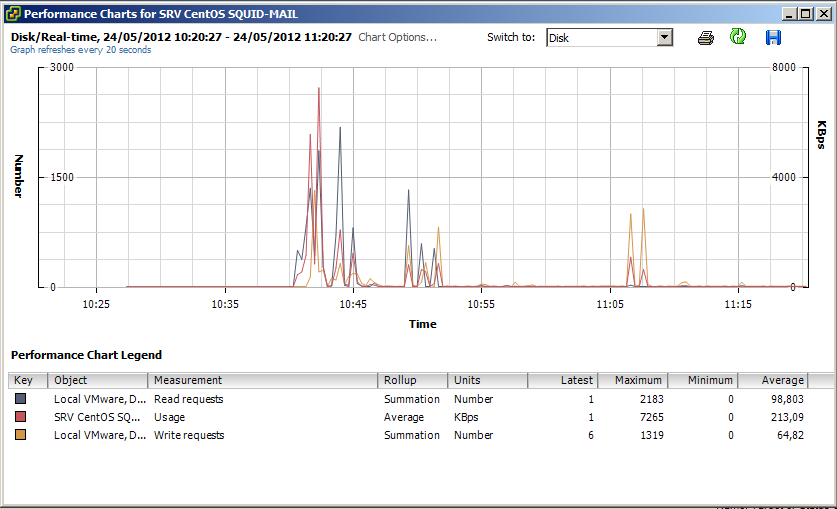 Performance Charts for SRV CentOS SQUID-MAIL
Disk/Real-time, 24/05/2012 10:20:27 - 24/05/2012 11:20:27 Chart Options... Switch to: Disk
Graph refreshes every 20 seconds
3000 8000
Number KBps
1500 4000
0 0
10:25 10:35 10:45 10:55 11:05 11:15
Time
Performance Chart Legend
Key Object Measurement Rollup Units Latest Maximum Minimum Average
Local VMware, D... Read requests Summation Number 1 2183 0 98,803
SRV CentOS SQ... Usage Average KBps 1 7265 0 213,09
Local VMware, D... Write requests Summation Number 6 1319 0 64,82